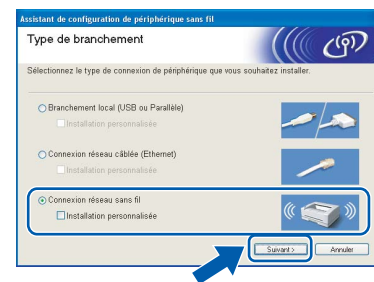 Assistant de configuration de périphérique sans fil
Type de branchement
Sélectionnez le type de connexion de périphérique que vous souhaitez installer.
Branchement local (USB ou Parallèle)
Installation personnalisée
Connexion réseau câblée (Ethernet)
Installation personnalisée
Connexion réseau sans fil
Installation personnalisée
Suivant >
Annuler